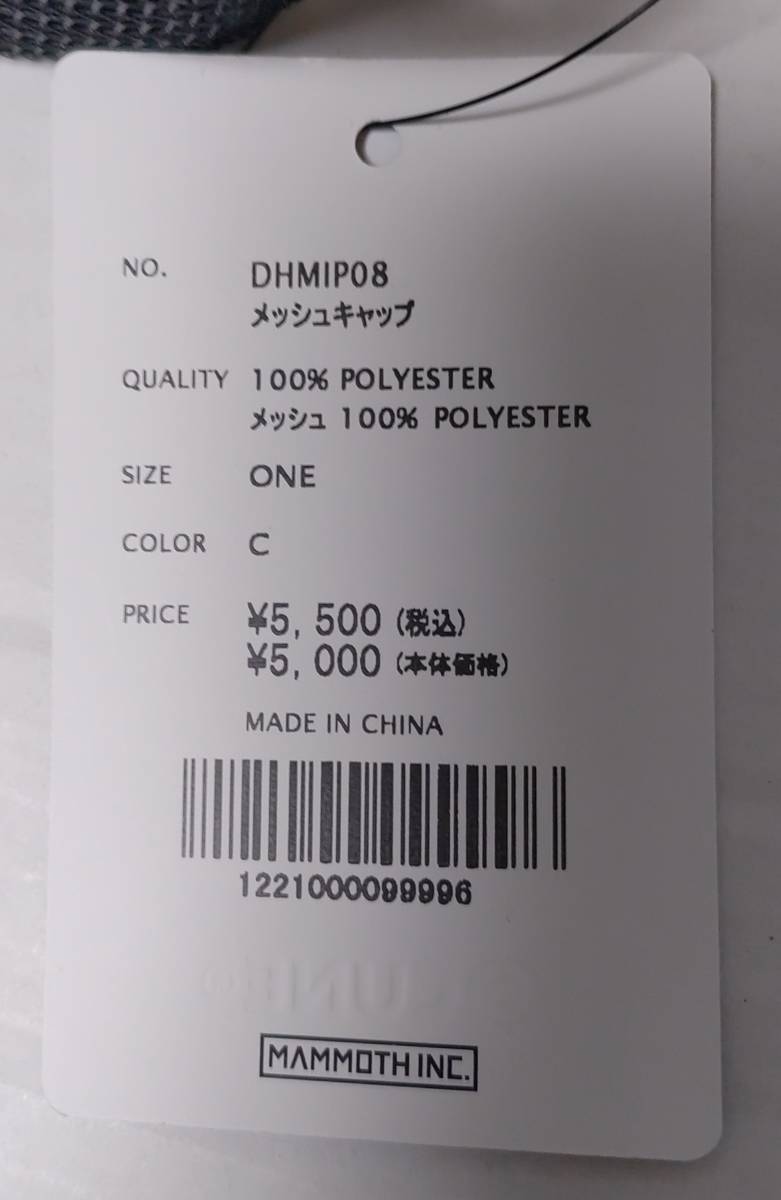 NO. DHMIP08
メッシュキャップ
QUALITY 100% POLYESTER
メッシュ 100% POLYESTER
SIZE ONE
COLOR C
PRICE ¥5,500 (税込)
¥5,000 (本体価格)
MADE IN CHINA
1221000099996
MAMMOTH INC.